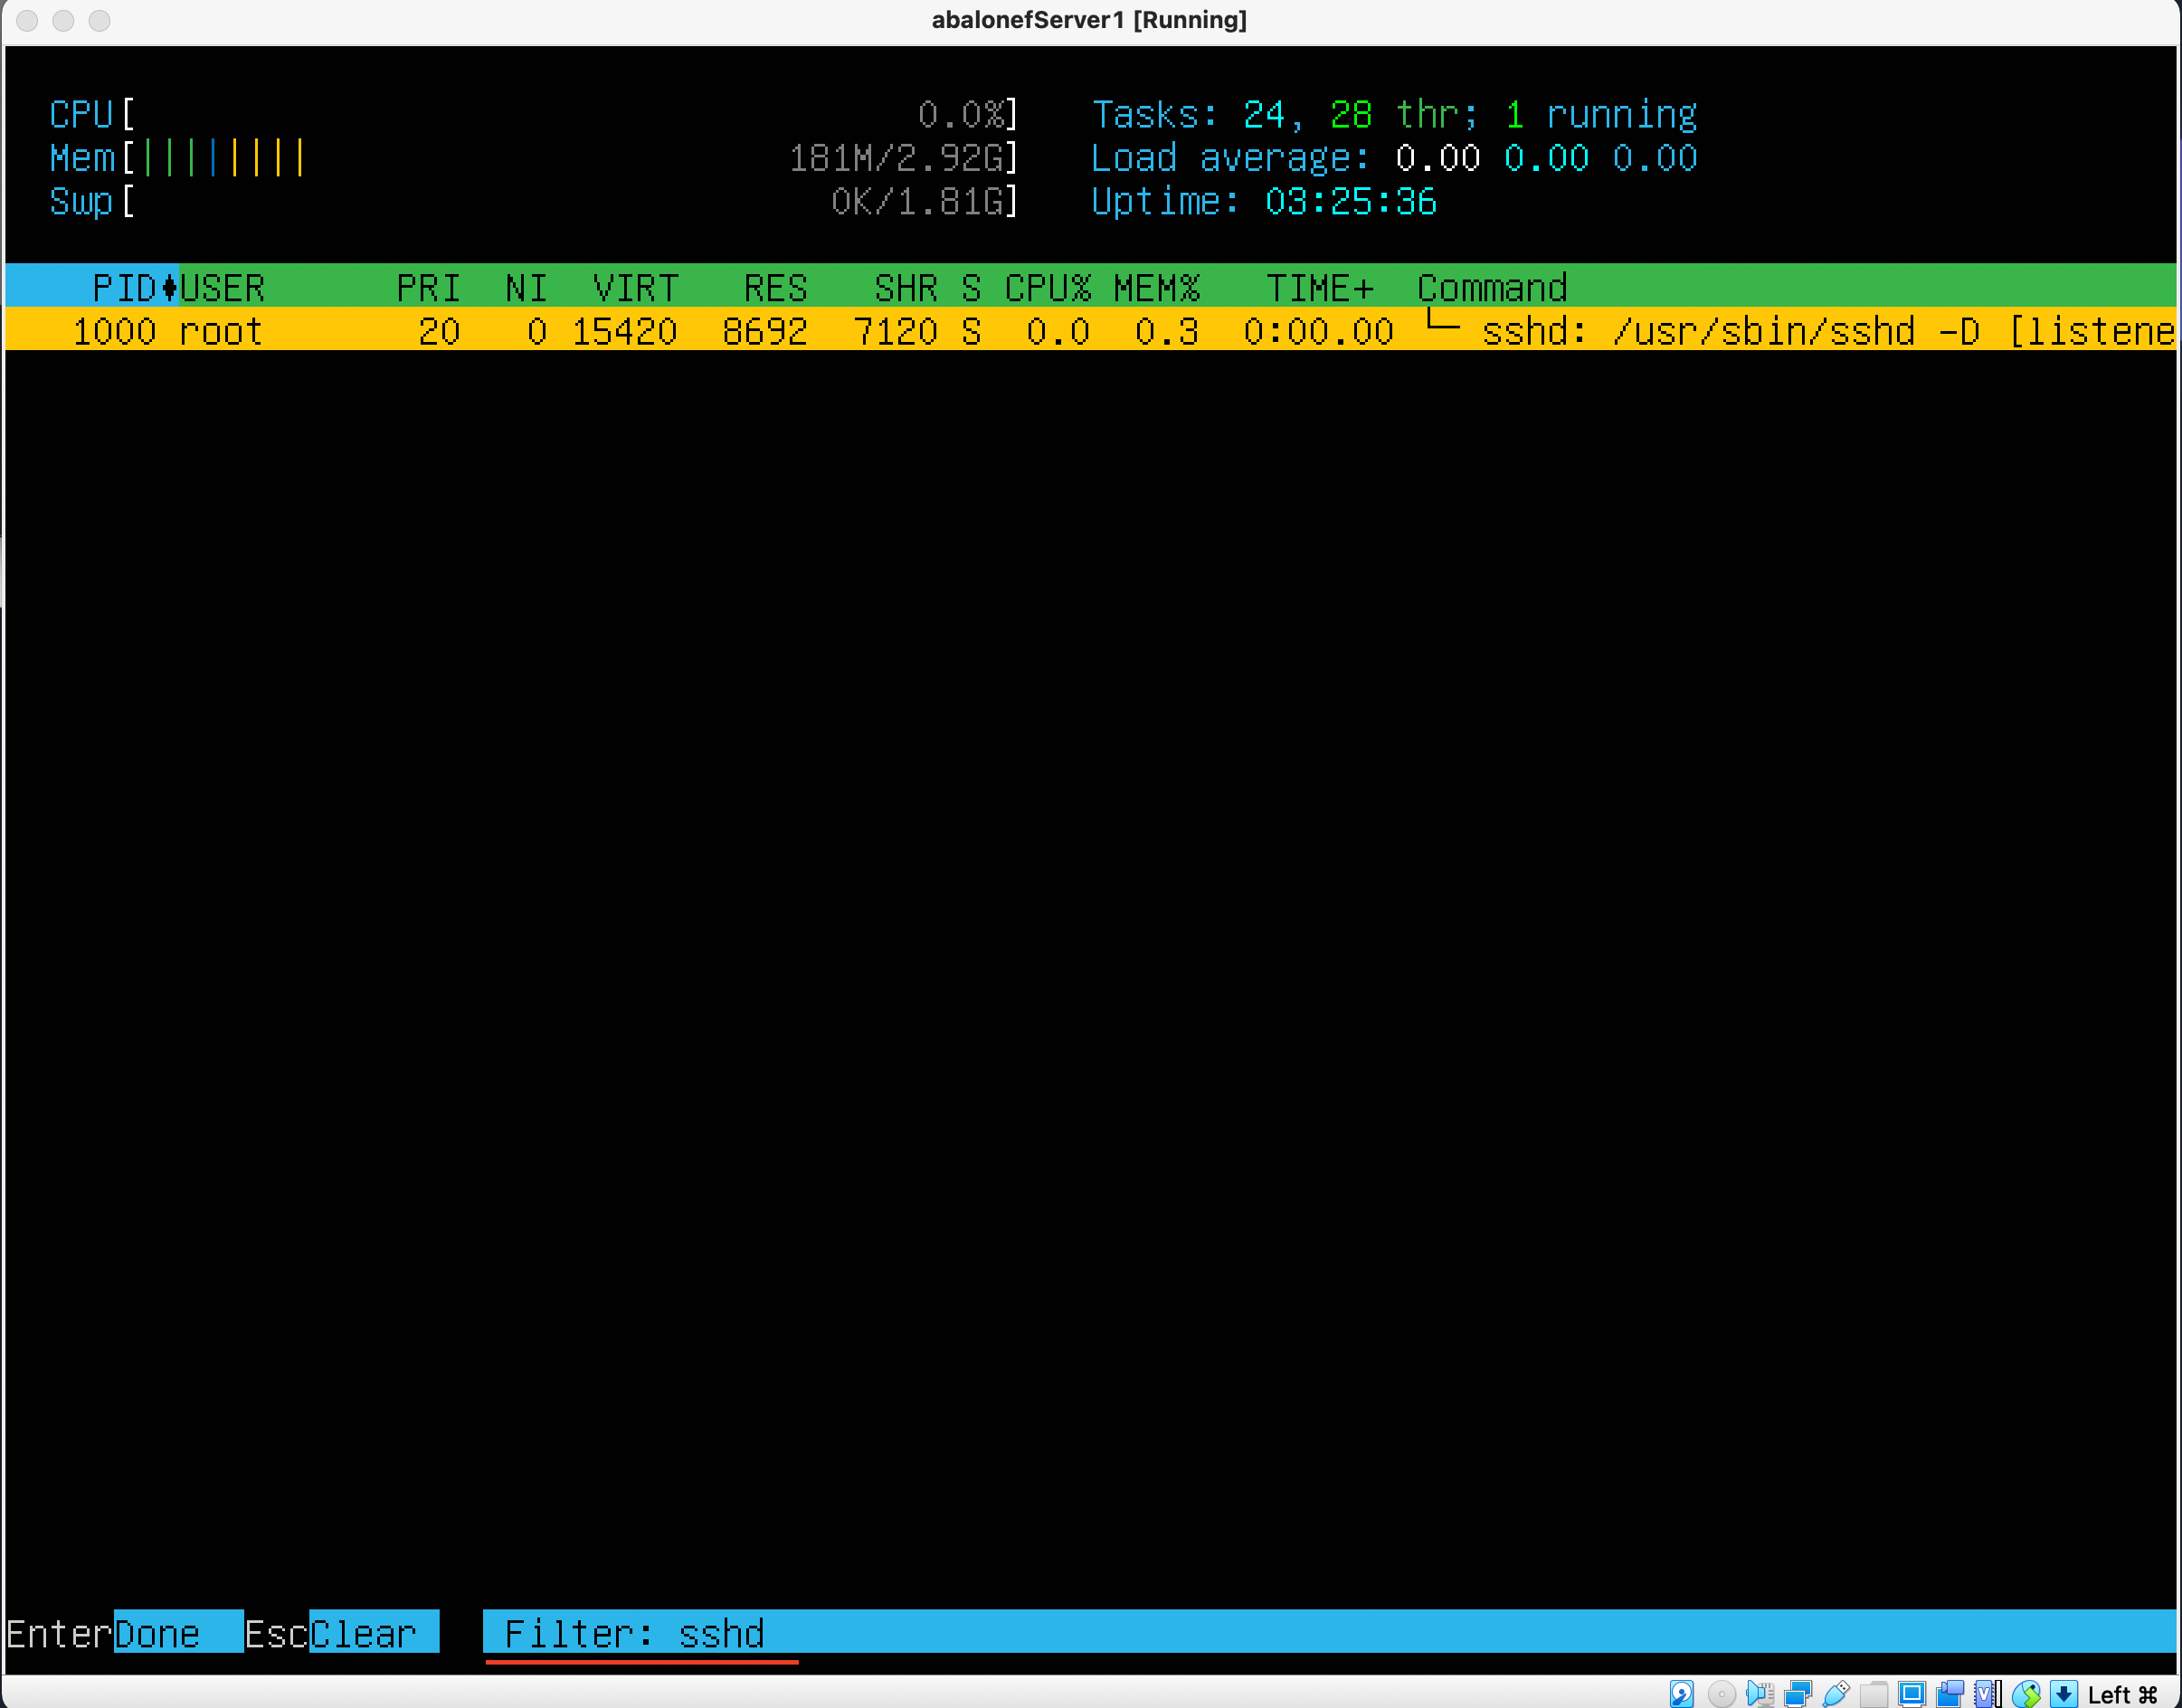 abalonefServer1 [Running]
CPU[ 0.0%] Tasks: 24, 28 thr; 1 running
Mem[||||||||  181M/2.92G] Load average: 0.00 0.00 0.00
Swp[ 0K/1.81G] Uptime: 03:25:36
PID♦USER PRI NI VIRT RES SHR S CPU% MEM% TIME+ Command
1000 root 20 0 15420 8692 7120 S 0.0 0.3 0:00.00 └─ sshd: /usr/sbin/sshd -D [listene
EnterDone EscClear Filter: sshd
Left ⌘